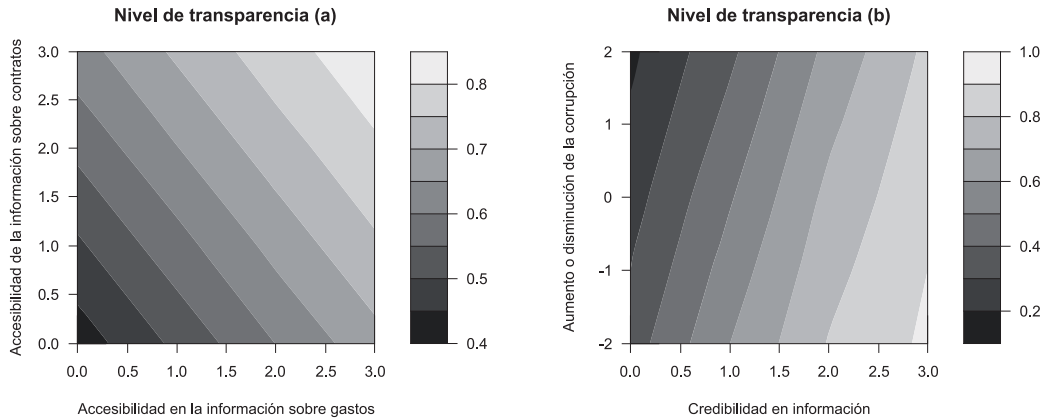 Nivel de transparencia (a)
Accesibilidad de la información sobre contratos
3.0
2.5
2.0
1.5
1.0
0.5
0.0
0.0 0.5 1.0 1.5 2.0 2.5 3.0
Accesibilidad en la información sobre gastos
0.8
0.7
0.6
0.5
0.4
Nivel de transparencia (b)
Aumento o disminución de la corrupción
2
1
0
-1
-2
0.0 0.5 1.0 1.5 2.0 2.5 3.0
Credibilidad en información
1.0
0.8
0.6
0.4
0.2